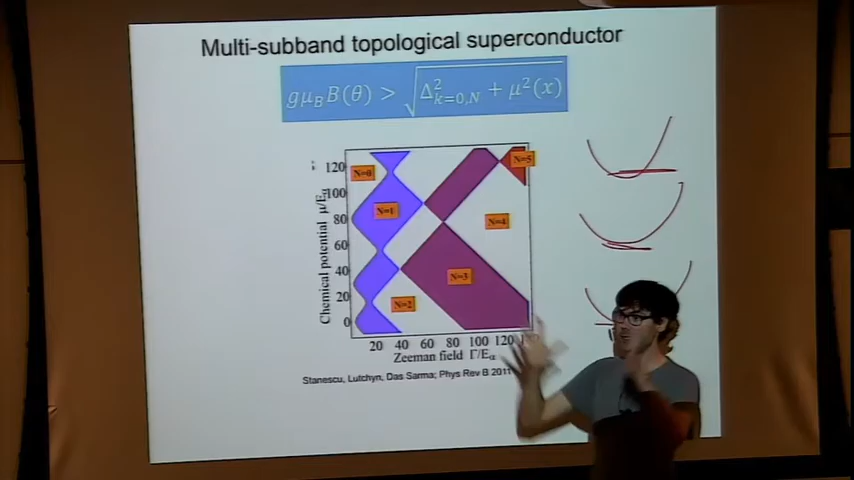 Multi-subband topological superconductor
gμ_B B(θ) > √(Δ²_{k=0,N} + μ²(x))
120
100
80
60
40
20
0
Chemical potential μ/E_α
N=0
N=1
N=2
N=3
N=4
N=5
20 40 60 80 100 120
Zeeman field Γ/E_α
Stanescu, Lutchyn, Das Sarma; Phys Rev B 2011